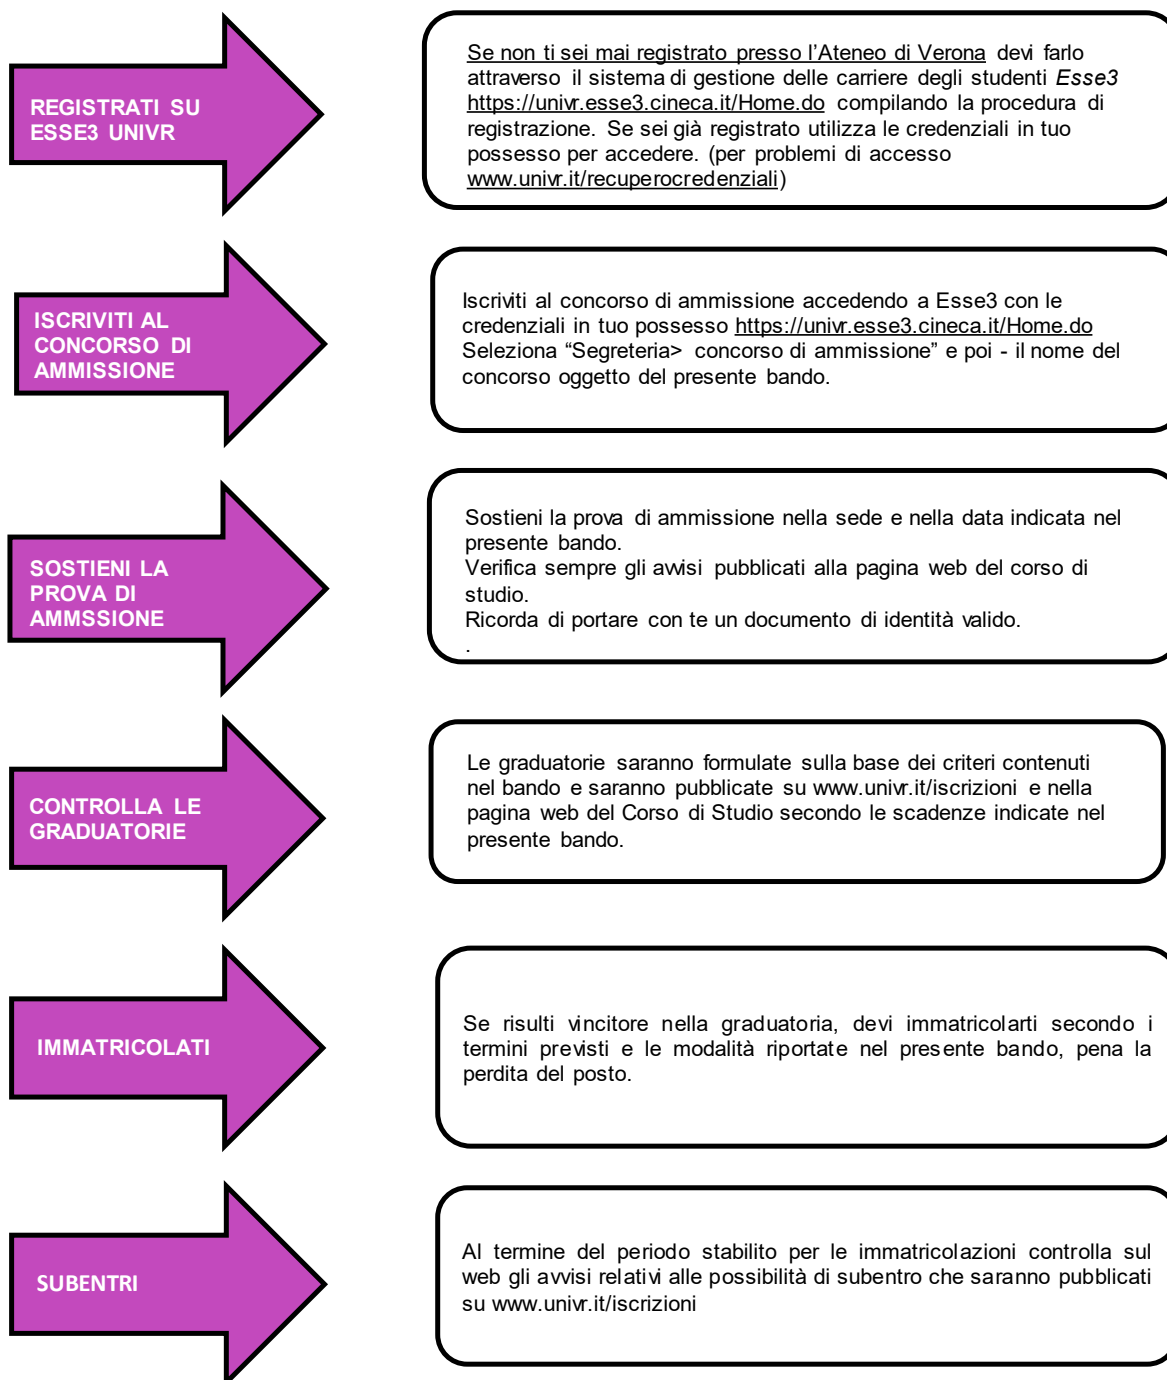 REGISTRATI SU
ESSE3 UNIVR
Se non ti sei mai registrato presso l'Ateneo di Verona devi farlo
attraverso il sistema di gestione delle carriere degli studenti Esse3
https://univr.esse3.cineca.it/Home.do compilando la procedura di
registrazione. Se sei già registrato utilizza le credenziali in tuo
possesso per accedere. (per problemi di accesso
www.univr.it/recuperocredenziali)
ISCRIVITI AL
CONCORSO DI
AMMISSIONE
Iscriviti al concorso di ammissione accedendo a Esse3 con le
credenziali in tuo possesso https://univr.esse3.cineca.it/Home.do
Seleziona “Segreteria> concorso di ammissione” e poi - il nome del
concorso oggetto del presente bando.
SOSTIENI LA
PROVA DI
AMMSSIONE
Sostieni la prova di ammissione nella sede e nella data indicata nel
presente bando.
Verifica sempre gli avvisi pubblicati alla pagina web del corso di
studio.
Ricorda di portare con te un documento di identità valido.
.
CONTROLLA LE
GRADUATORIE
Le graduatorie saranno formulate sulla base dei criteri contenuti
nel bando e saranno pubblicate su www.univr.it/iscrizioni e nella
pagina web del Corso di Studio secondo le scadenze indicate nel
presente bando.
IMMATRICOLATI
Se risulti vincitore nella graduatoria, devi immatricolarti secondo i
termini previsti e le modalità riportate nel presente bando, pena la
perdita del posto.
SUBENTRI
Al termine del periodo stabilito per le immatricolazioni controlla sul
web gli avvisi relativi alle possibilità di subentro che saranno pubblicati
su www.univr.it/iscrizioni